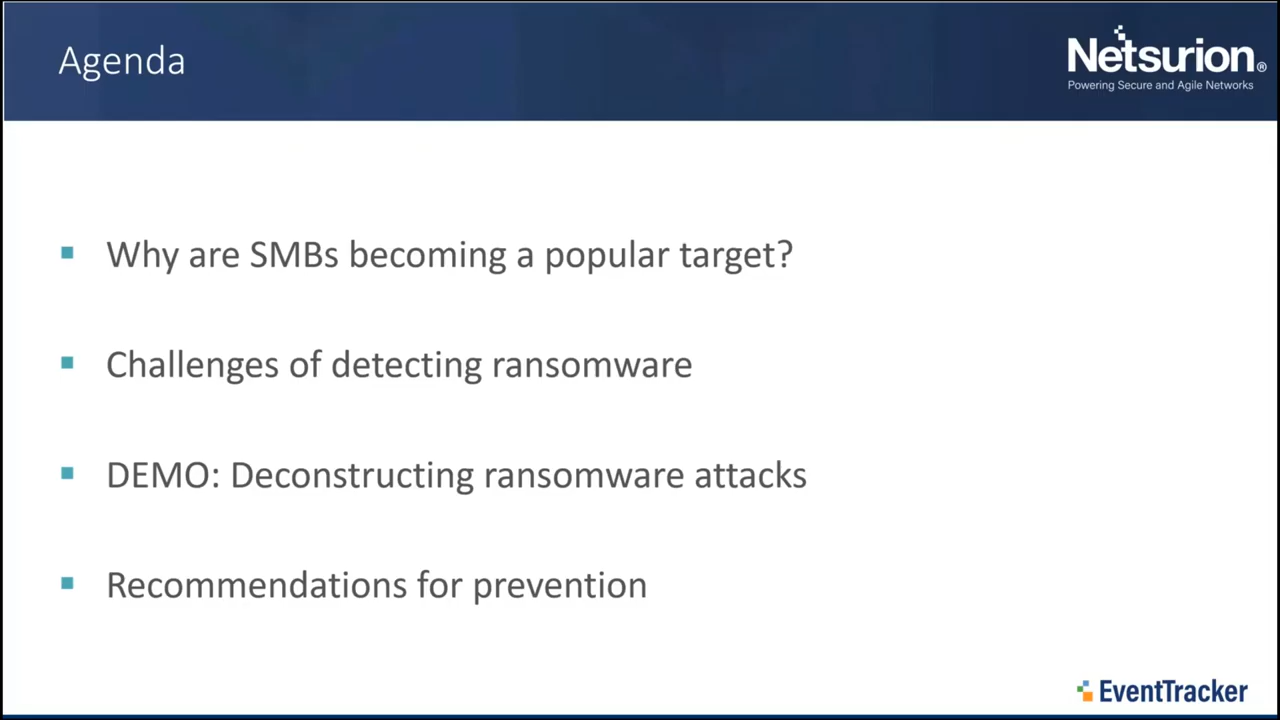 Agenda
Netsurion®
Powering Secure and Agile Networks
Why are SMBs becoming a popular target?
Challenges of detecting ransomware
DEMO: Deconstructing ransomware attacks
Recommendations for prevention
EventTracker